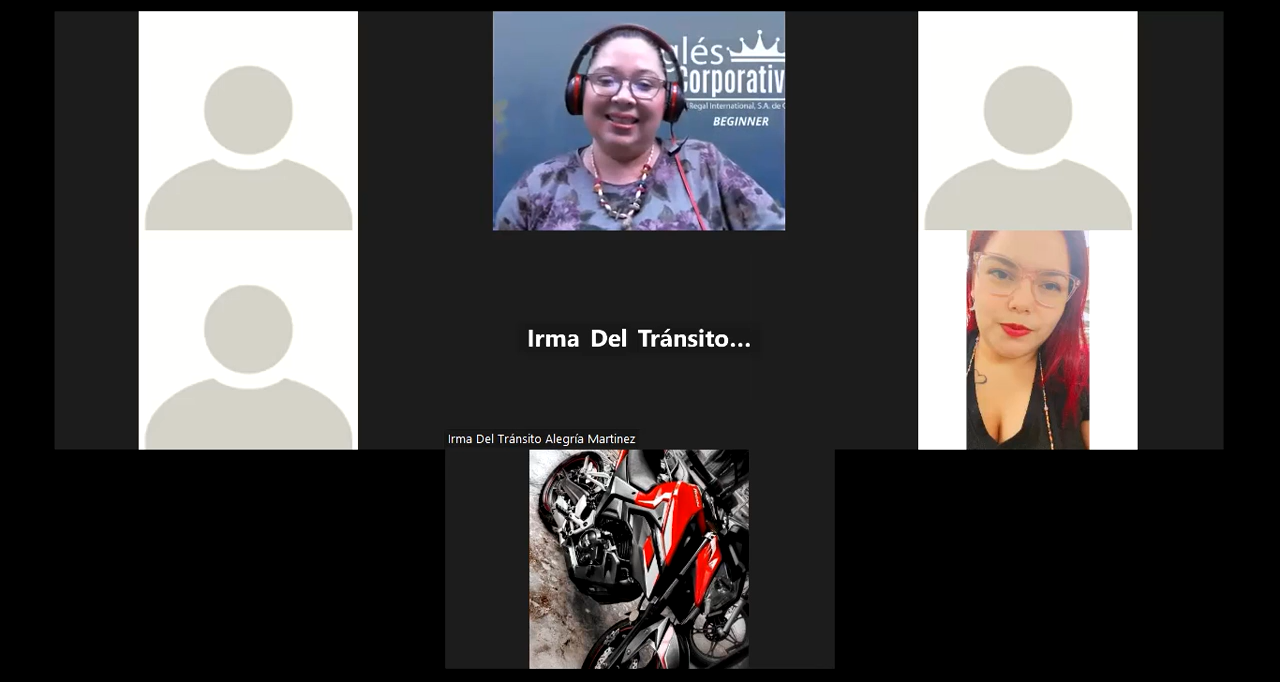 glés
Corporativ
Regal International, S.A. de C
BEGINNER
Irma Del Tránsito...
Irma Del Tránsito Alegría Martinez